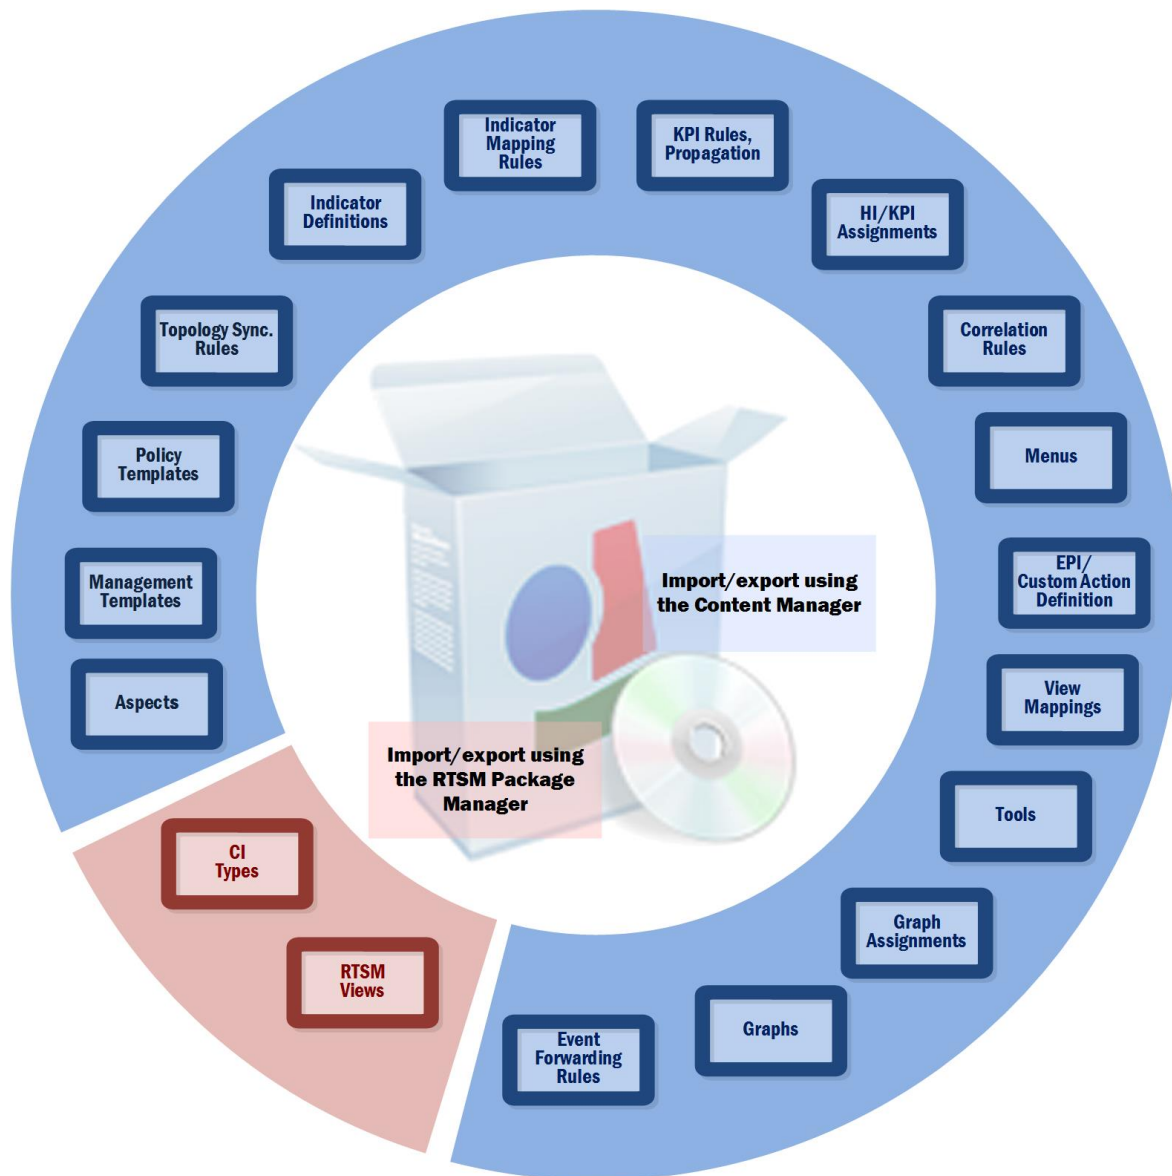 Indicator
Mapping
Rules
KPI Rules,
Propagation
Indicator
Definitions
HI/KPI
Assignments
Topology Sync.
Rules
Correlation
Rules
Policy
Templates
Menus
Management
Templates
EPI/
Custom Action
Definition
Import/export using
the Content Manager
Aspects
View
Mappings
Import/export using
the RTSM Package
Manager
Tools
CI
Types
Graph
Assignments
RTSM
Views
Graphs
Event
Forwarding
Rules